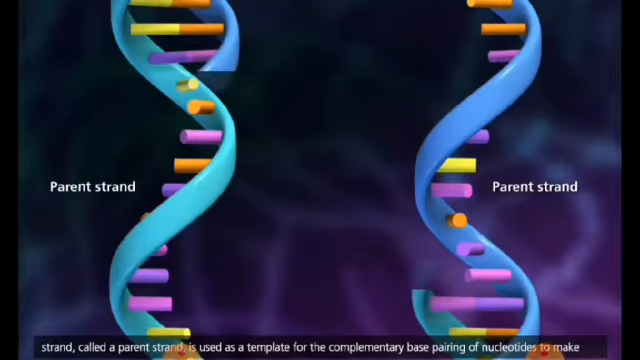 Parent strand
Parent strand
strand, called a parent strand, is used as a template for the complementary base pairing of nucleotides to make